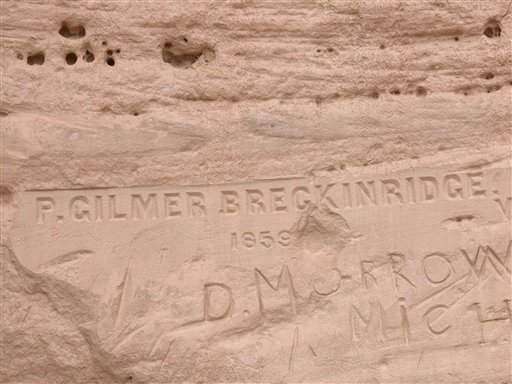 P. GILMER BRECKINRIDGE.
1859
D. MORROW
MICH